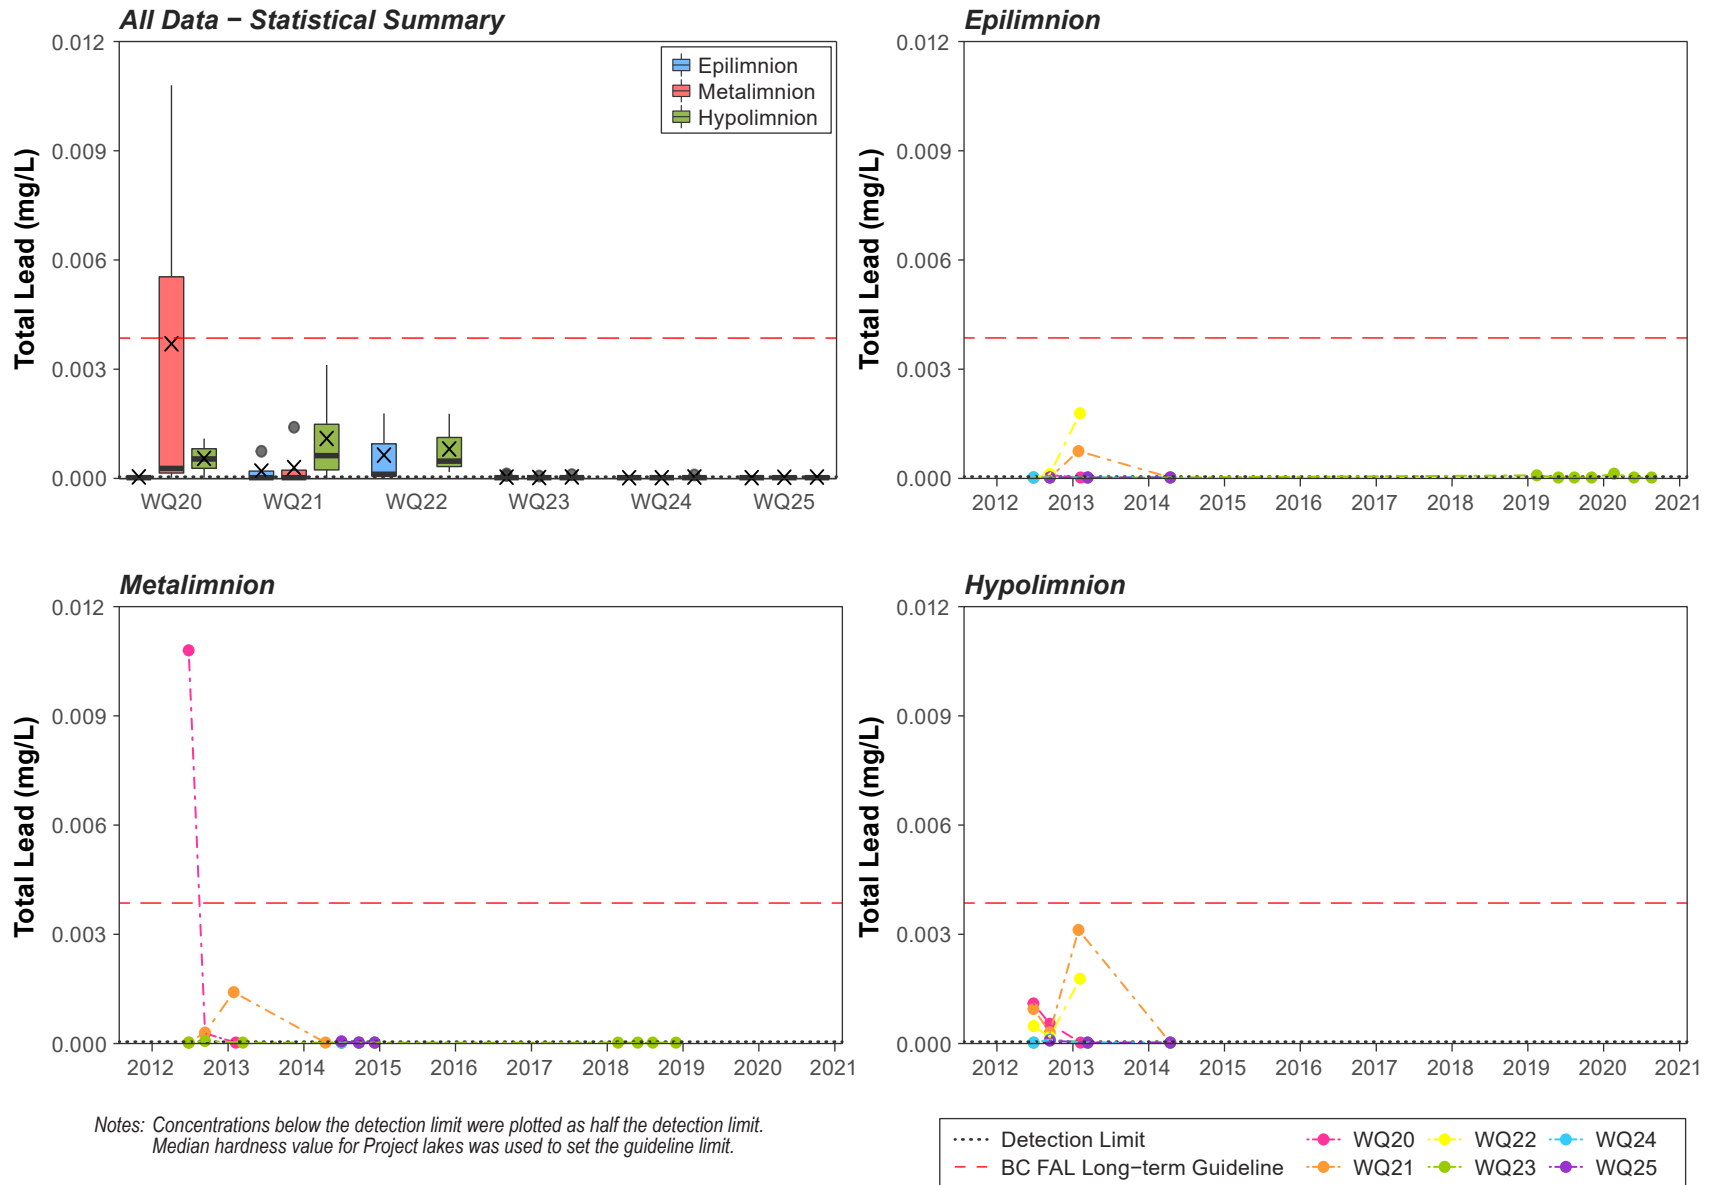 All Data − Statistical Summary
Total Lead (mg/L)
0.012
0.009
0.006
0.003
0.000
WQ20 WQ21 WQ22 WQ23 WQ24 WQ25
Epilimnion
Metalimnion
Hypolimnion
Epilimnion
Total Lead (mg/L)
0.012
0.009
0.006
0.003
0.000
2012 2013 2014 2015 2016 2017 2018 2019 2020 2021
Metalimnion
Total Lead (mg/L)
0.012
0.009
0.006
0.003
0.000
2012 2013 2014 2015 2016 2017 2018 2019 2020 2021
Hypolimnion
Total Lead (mg/L)
0.012
0.009
0.006
0.003
0.000
2012 2013 2014 2015 2016 2017 2018 2019 2020 2021
Notes: Concentrations below the detection limit were plotted as half the detection limit.
Median hardness value for Project lakes was used to set the guideline limit.
Detection Limit WQ20 WQ22 WQ24
BC FAL Long−term Guideline WQ21 WQ23 WQ25